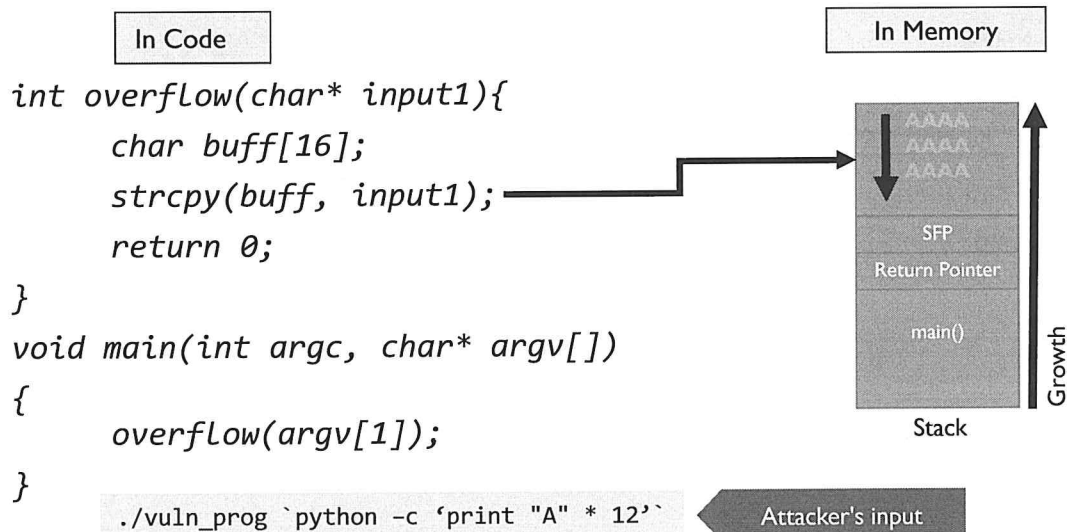 In Code
In Memory
int overflow(char* input1){
char buff[16];
strcpy(buff, input1);
return 0;
}
void main(int argc, char* argv[])
{
overflow(argv[1]);
}
AAAA
AAAA
AAAA
SFP
Return Pointer
main()
Growth
Stack
./vuln_prog `python –c ‘print "A" * 12’`
Attacker's input